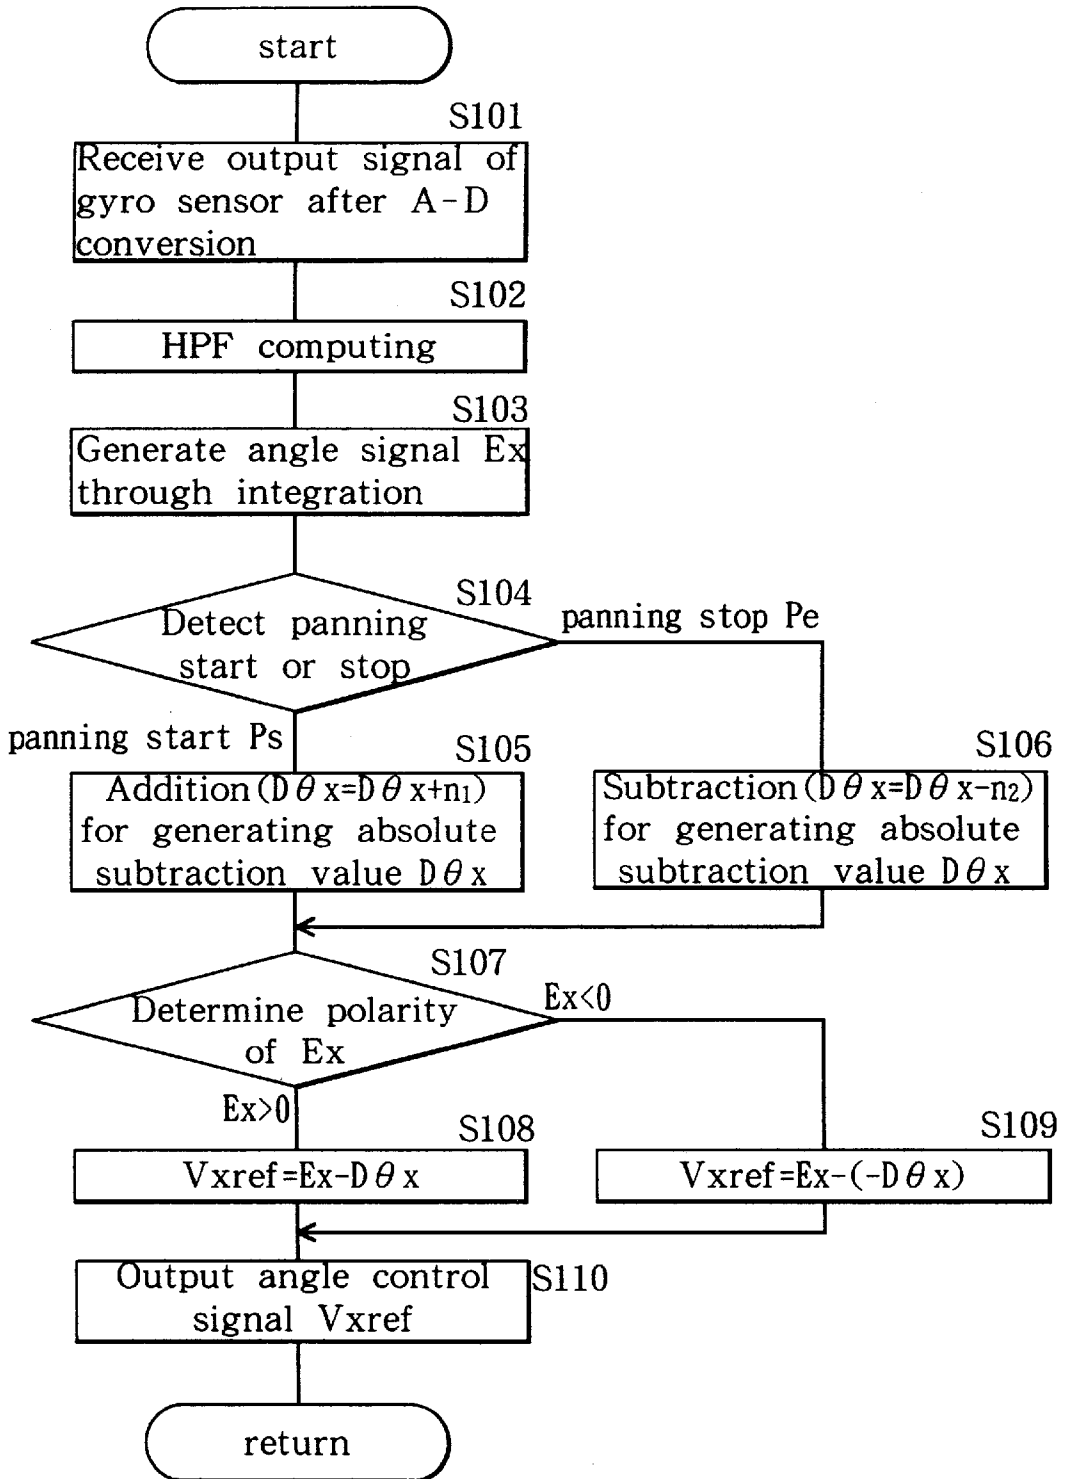 start
S101
Receive output signal of
gyro sensor after A-D
conversion
S102
HPF computing
S103
Generate angle signal Ex
through integration
S104
Detect panning
start or stop
panning stop Pe
panning start Ps
S105
Addition(Dθx=Dθx+n₁)
for generating absolute
subtraction value Dθx
S106
Subtraction(Dθx=Dθx-n₂)
for generating absolute
subtraction value Dθx
S107
Determine polarity
of Ex
Ex<0
Ex>0
S108
Vxref=Ex-Dθx
S109
Vxref=Ex-(-Dθx)
Output angle control
signal Vxref
S110
return